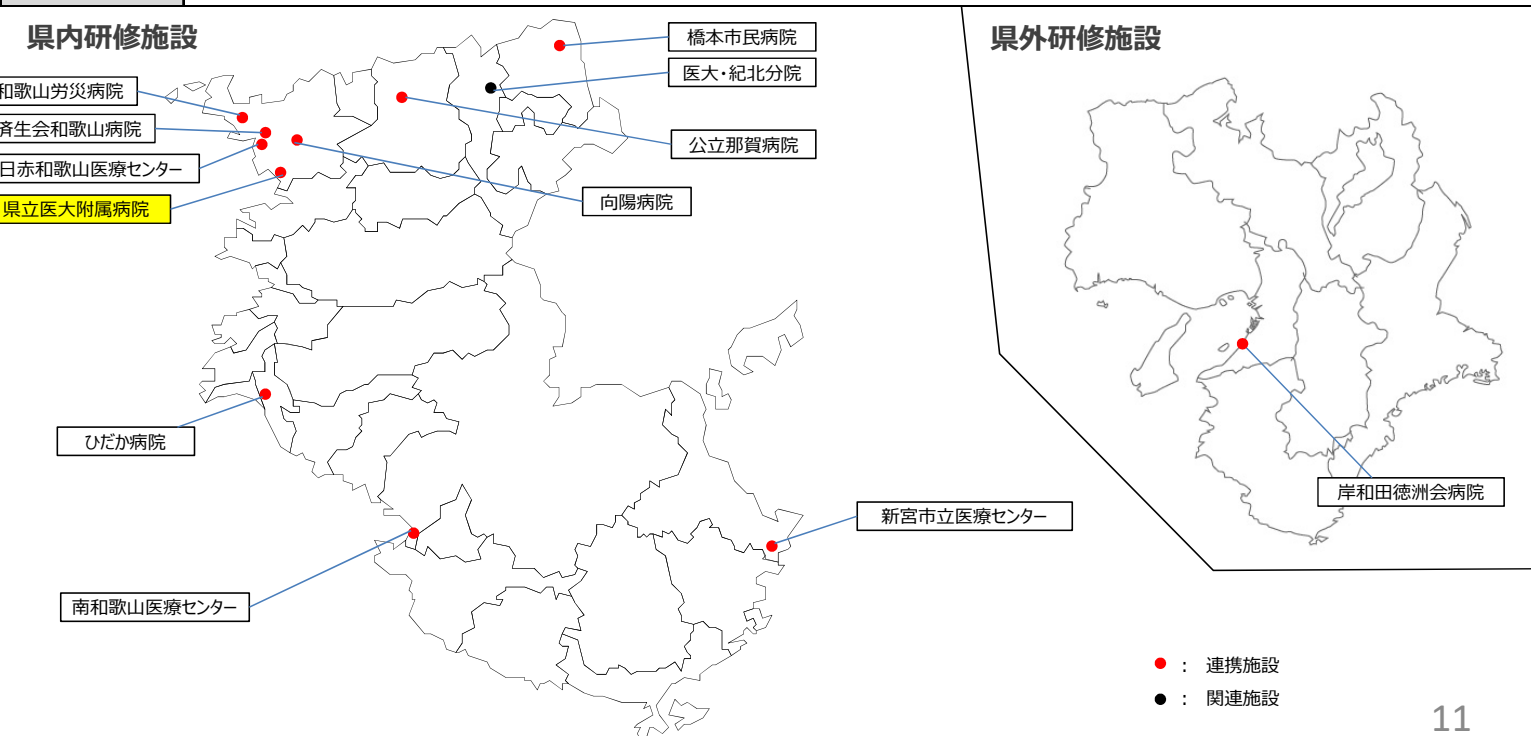 県内研修施設
橋本市民病院
医大・紀北分院
和歌山労災病院
済生会和歌山病院
公立那賀病院
日赤和歌山医療センター
県立医大附属病院
向陽病院
ひだか病院
新宮市立医療センター
南和歌山医療センター
県外研修施設
岸和田徳洲会病院
● ： 連携施設
● ： 関連施設
11